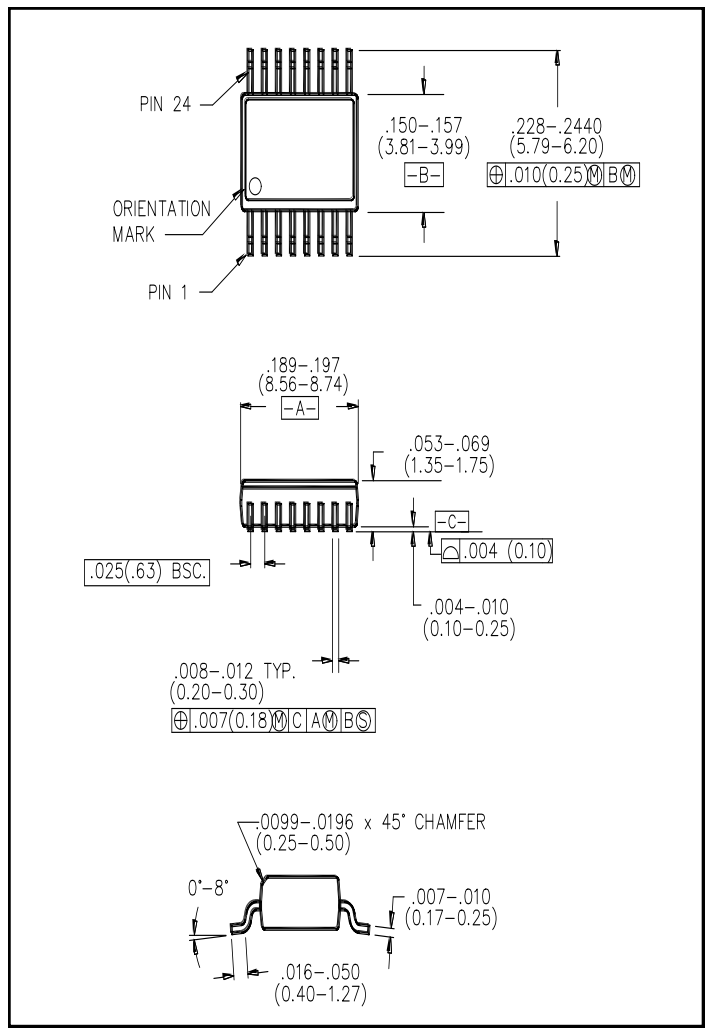 PIN 24
.150–.157
(3.81–3.99)
-B-
.228–.2440
(5.79–6.20)
⌖ .010(0.25)Ⓜ B Ⓜ
ORIENTATION
MARK
PIN 1
.189–.197
(8.56–8.74)
-A-
.053–.069
(1.35–1.75)
-C-
⌓ .004 (0.10)
.025(.63) BSC.
.004–.010
(0.10–0.25)
.008–.012 TYP.
(0.20–0.30)
⌖ .007(0.18)Ⓜ C A Ⓜ B Ⓢ
.0099–.0196 x 45° CHAMFER
(0.25–0.50)
0°–8°
.007–.010
(0.17–0.25)
.016–.050
(0.40–1.27)